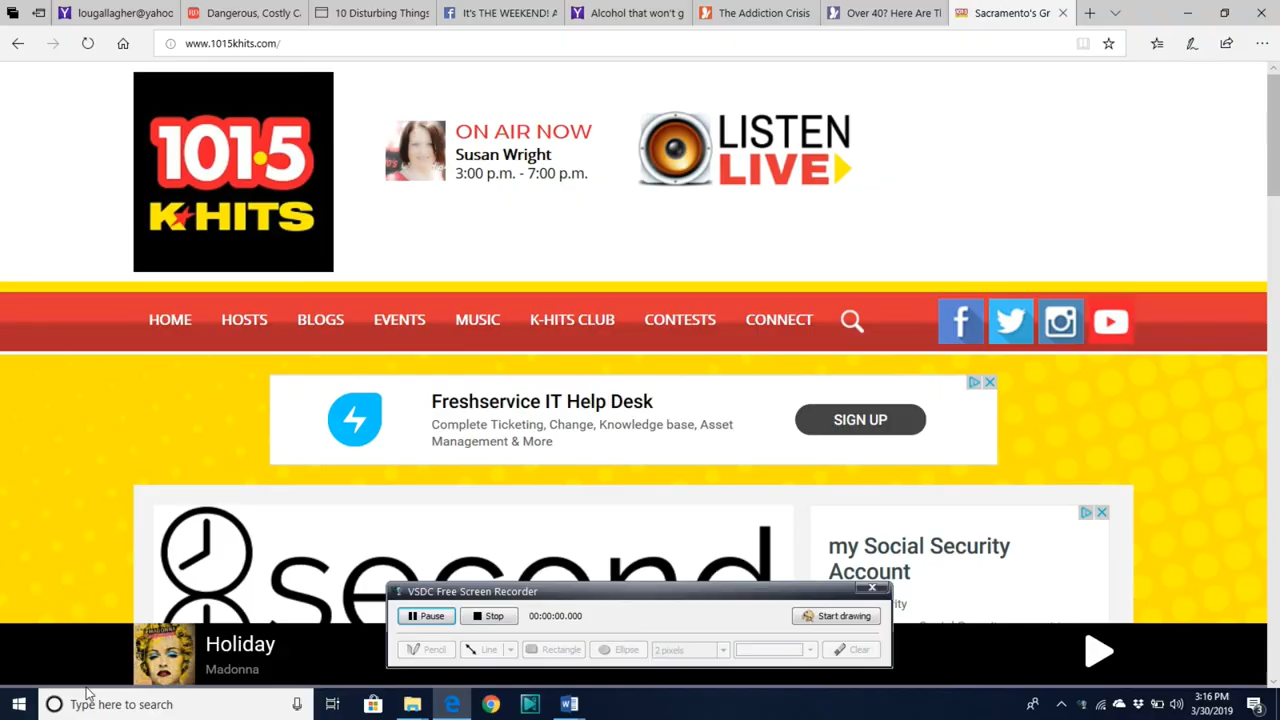 lougallagher@yahoo
Dangerous, Costly C
10 Disturbing Things
It's THE WEEKEND! A
Alcohol that won't g
The Addiction Crisis
Over 40? Here Are Tl
Sacramento's Gr
www.1015khits.com/
101.5
K-HITS
ON AIR NOW
Susan Wright
3:00 p.m. - 7:00 p.m.
LISTEN
LIVE
HOME
HOSTS
BLOGS
EVENTS
MUSIC
K-HITS CLUB
CONTESTS
CONNECT
Freshservice IT Help Desk
Complete Ticketing, Change, Knowledge base, Asset
Management & More
SIGN UP
8 second
my Social Security
Account
VSDC Free Screen Recorder
Pause
Stop
00:00:00.000
Start drawing
Pencil
Line
Rectangle
Ellipse
2 pixels
Clear
Holiday
Madonna
Type here to search
3:16 PM
3/30/2019
3